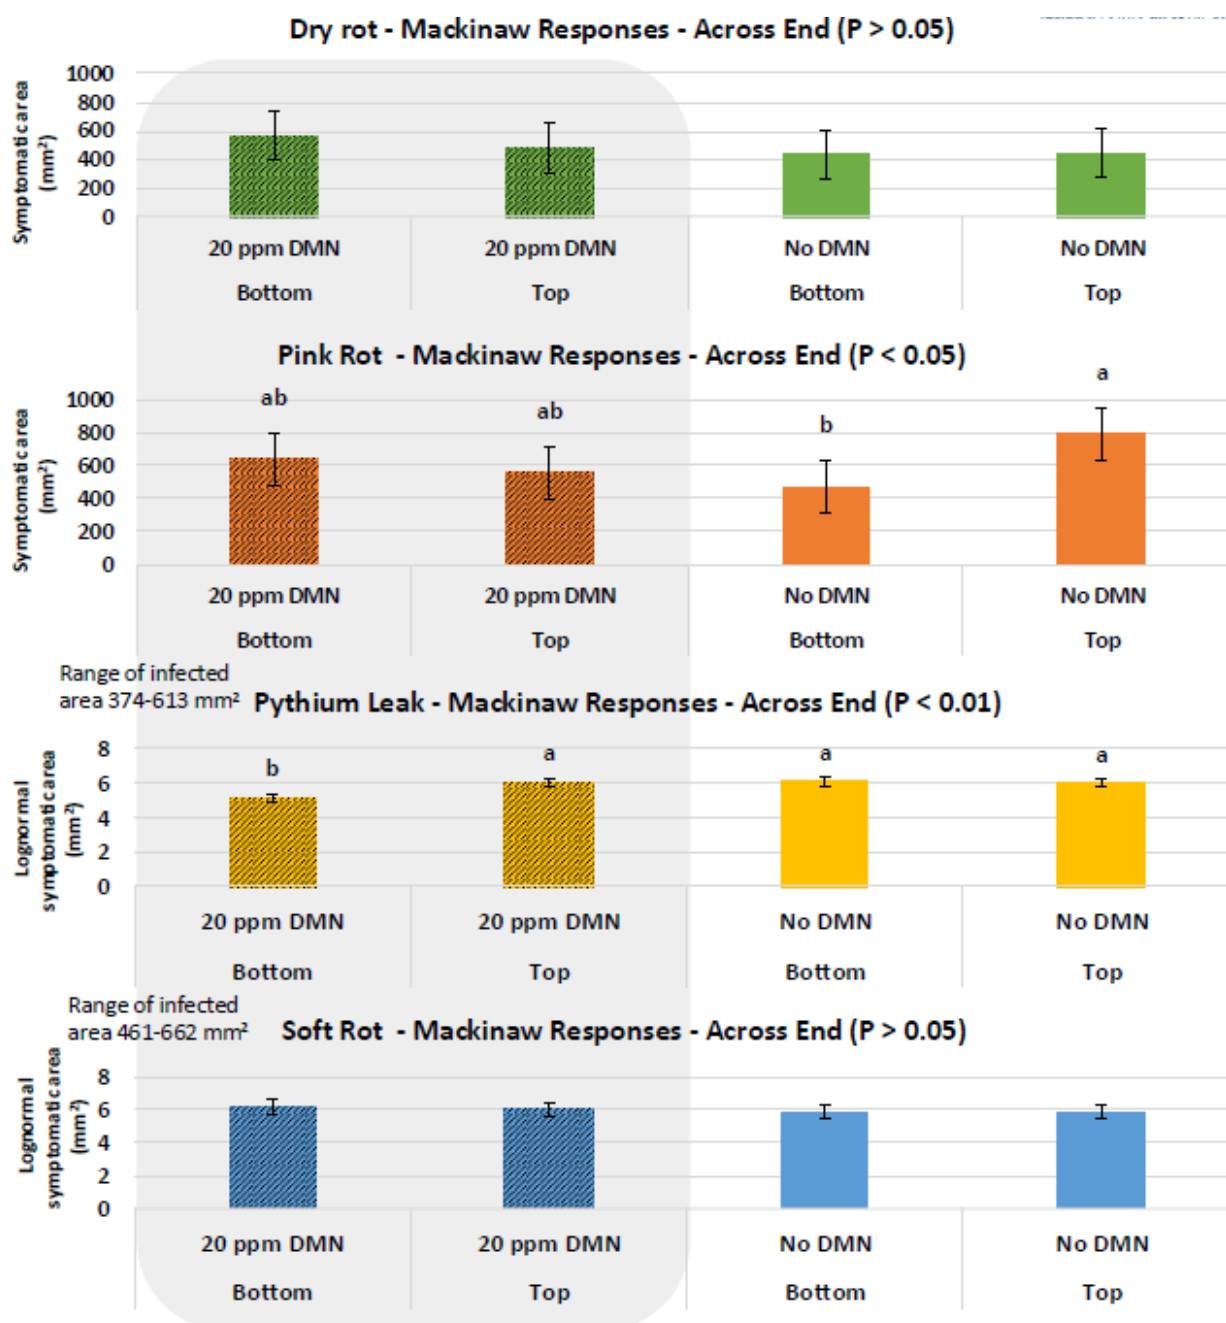 Dry rot - Mackinaw Responses - Across End (P > 0.05)
Symptomatic area
(mm²)
1000
800
600
400
200
0
20 ppm DMN 20 ppm DMN No DMN No DMN
Bottom Top Bottom Top
Pink Rot - Mackinaw Responses - Across End (P < 0.05)
Symptomatic area
(mm²)
1000
800
600
400
200
0
ab ab b a
20 ppm DMN 20 ppm DMN No DMN No DMN
Bottom Top Bottom Top
Range of infected
area 374-613 mm²
Pythium Leak - Mackinaw Responses - Across End (P < 0.01)
Lognormal
symptomatic area
(mm²)
8
6
4
2
0
b a a a
20 ppm DMN 20 ppm DMN No DMN No DMN
Bottom Top Bottom Top
Range of infected
area 461-662 mm²
Soft Rot - Mackinaw Responses - Across End (P > 0.05)
Lognormal
symptomatic area
(mm²)
8
6
4
2
0
20 ppm DMN 20 ppm DMN No DMN No DMN
Bottom Top Bottom Top